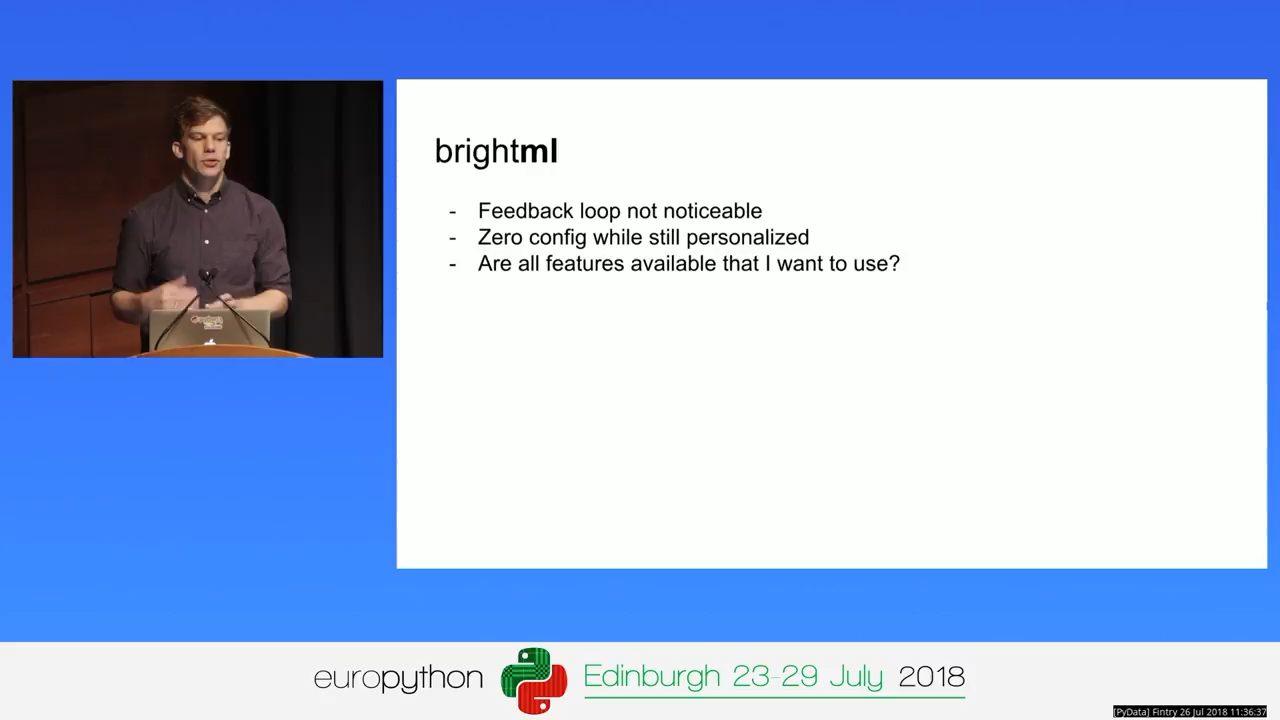 brightml
- Feedback loop not noticeable
- Zero config while still personalized
- Are all features available that I want to use?
europython
Edinburgh 23-29 July 2018
[PyData] Fintry 26 Jul 2018 11:36:37